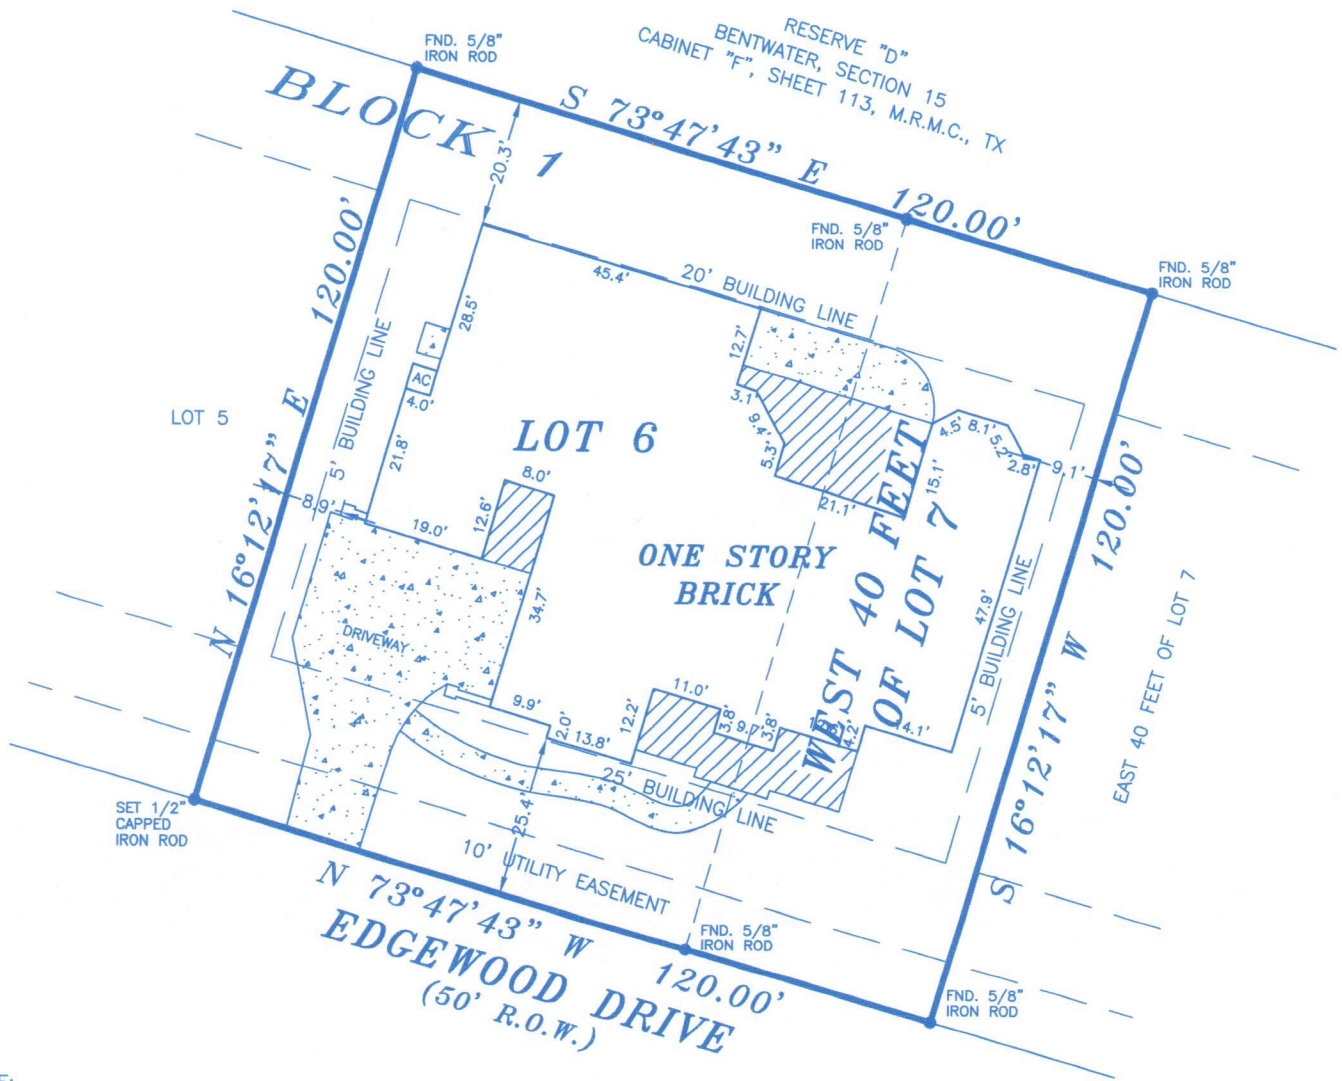 RESERVE "D"
BENTWATER, SECTION 15
CABINET "F", SHEET 113, M.R.M.C., TX
FND. 5/8"
IRON ROD
BLOCK 1
S 73°47'43" E 120.00'
FND. 5/8"
IRON ROD
FND. 5/8"
IRON ROD
20.3'
20' BUILDING LINE
45.4'
28.5'
12.7'
AC
4.0'
21.8'
3.1'
9.4'
5.3'
21.1'
15.1'
4.5'
8.1'
5.2'
2.8'
9.1'
N 16°12'17" E 120.00'
5' BUILDING LINE
LOT 5
LOT 6
8.0'
12.6'
8.9'
19.0'
ONE STORY
BRICK
WEST 40 FEET
OF LOT 7
47.9'
5' BUILDING LINE
S 16°12'17" W 120.00'
EAST 40 FEET OF LOT 7
34.7'
DRIVEWAY
9.9'
2.0'
13.8'
12.2'
11.0'
3.8'
9.7'
3.8'
4.2'
14.1'
25' BUILDING LINE
25.4'
10' UTILITY EASEMENT
SET 1/2"
CAPPED
IRON ROD
N 73°47'43" W 120.00'
FND. 5/8"
IRON ROD
FND. 5/8"
IRON ROD
EDGEWOOD DRIVE
(50' R.O.W.)